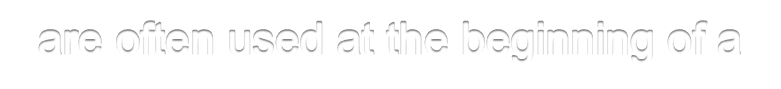 are often used at the beginning of a